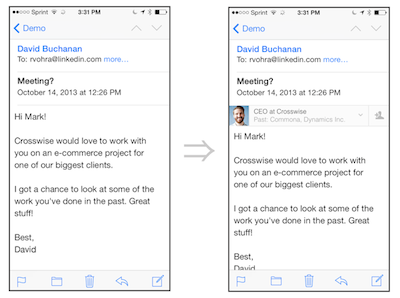 Sprint 3:31 PM
Demo
David Buchanan
To: rvohra@linkedin.com more...
Meeting?
October 14, 2013 at 12:26 PM
Hi Mark!
Crosswise would love to work with
you on an e-commerce project for
one of our biggest clients.
I got a chance to look at some of the
work you've done in the past. Great
stuff!
Best,
David
Sprint 3:31 PM
Demo
David Buchanan
To: rvohra@linkedin.com more...
Meeting?
October 14, 2013 at 12:26 PM
CEO at Crosswise
Past: Commona, Dynamics Inc.
Hi Mark!
Crosswise would love to work with
you on an e-commerce project for
one of our biggest clients.
I got a chance to look at some of the
work you've done in the past. Great
stuff!
Best,
David